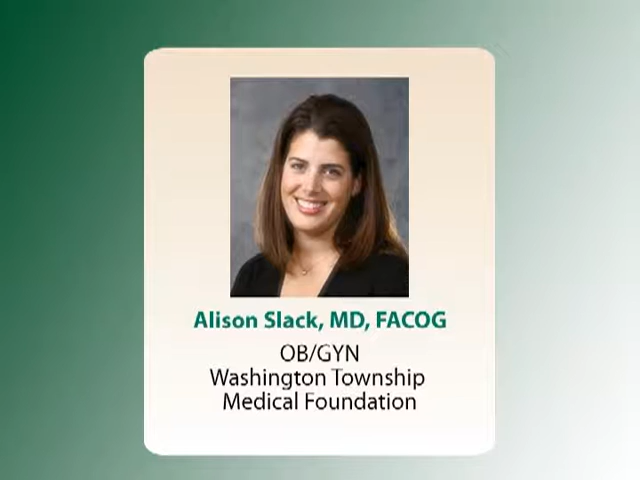 Alison Slack, MD, FACOG
OB/GYN
Washington Township
Medical Foundation